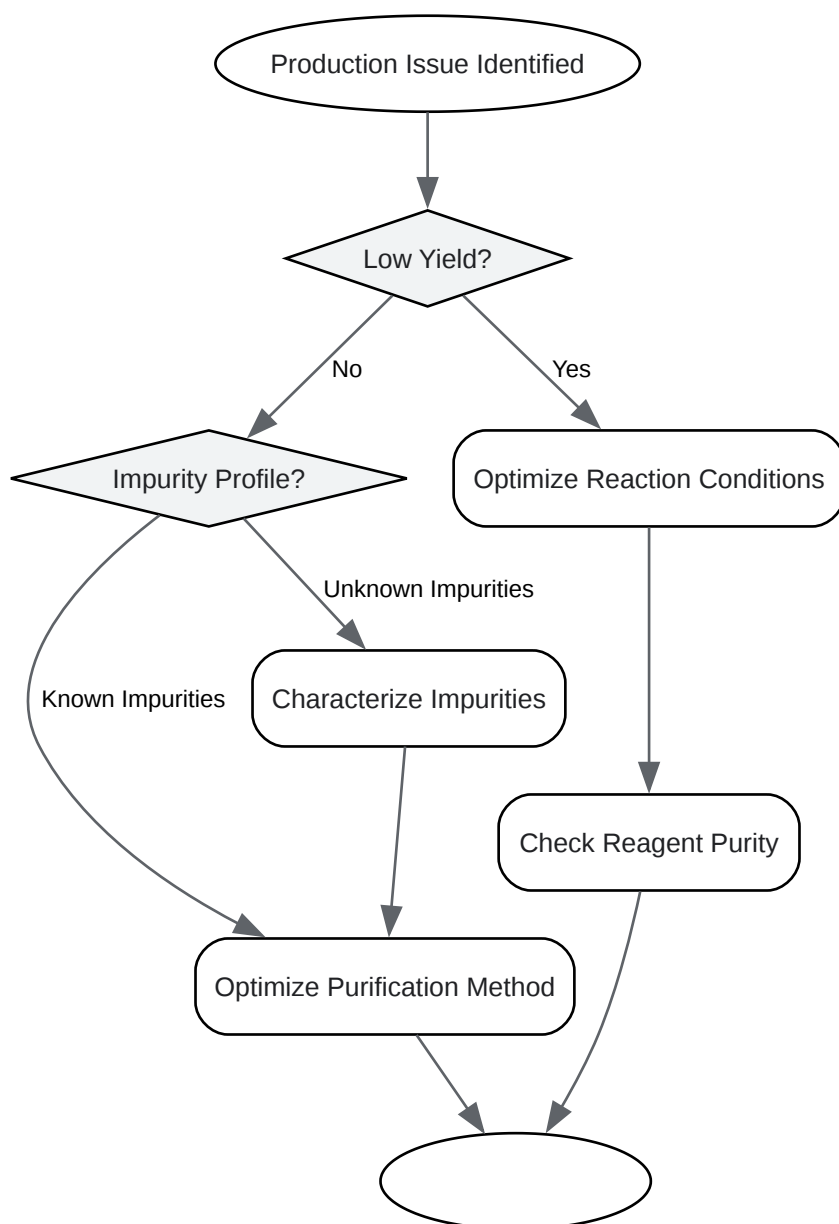 Production Issue Identified
Low Yield?
No
Yes
Impurity Profile?
Optimize Reaction Conditions
Unknown Impurities
Known Impurities
Characterize Impurities
Check Reagent Purity
Optimize Purification Method